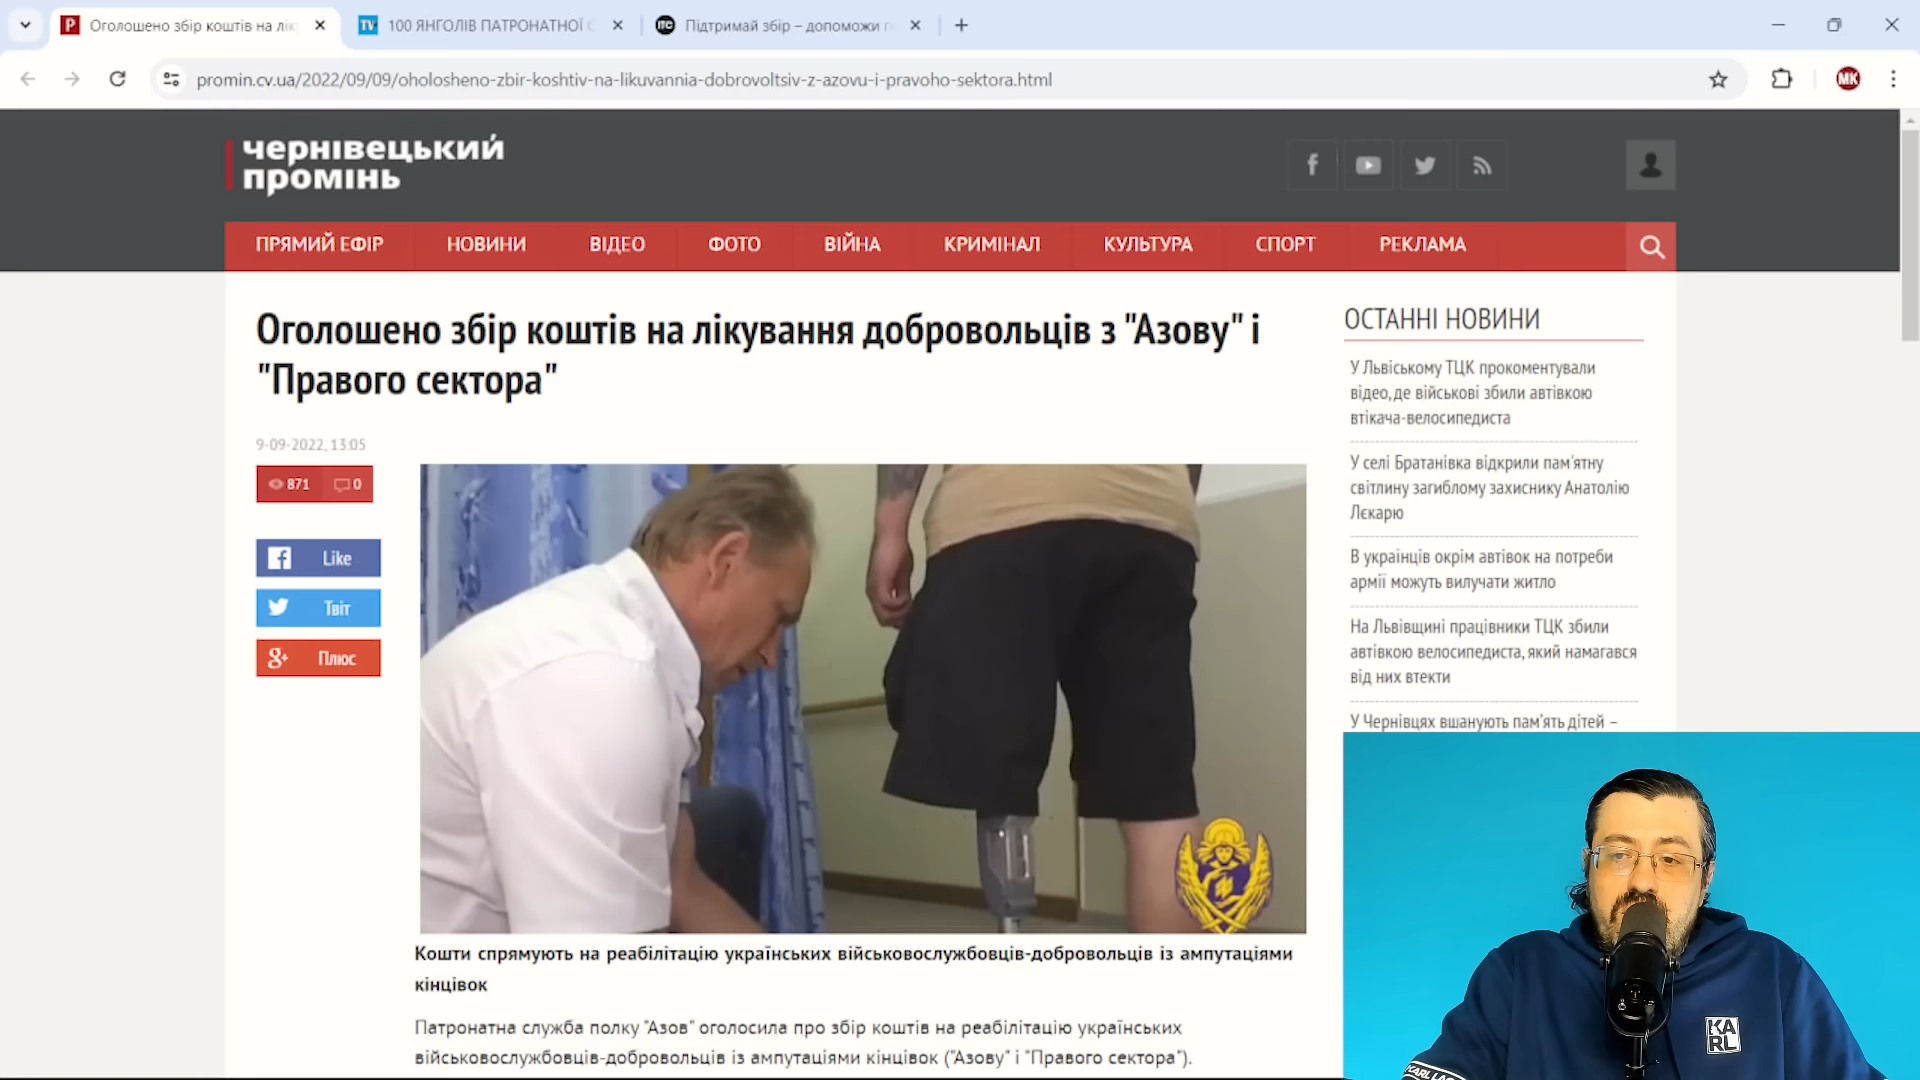 Оголошено збір коштів на лік
100 ЯНГОЛІВ ПАТРОНАТНОЇ С
Підтримай збір – допоможи п
promin.cv.ua/2022/09/09/oholosheno-zbir-koshtiv-na-likuvannia-dobrovoltsiv-z-azovu-i-pravoho-sektora.html
MK
чернівецький
промінь
ПРЯМИЙ ЕФІР
НОВИНИ
ВІДЕО
ФОТО
ВІЙНА
КРИМІНАЛ
КУЛЬТУРА
СПОРТ
РЕКЛАМА
Оголошено збір коштів на лікування добровольців з "Азову" і
"Правого сектора"
9-09-2022, 13:05
871
0
Like
Твіт
Плюс
Кошти спрямують на реабілітацію українських військовослужбовців-добровольців із ампутаціями
кінцівок
Патронатна служба полку "Азов" оголосила про збір коштів на реабілітацію українських
військовослужбовців-добровольців із ампутаціями кінцівок ("Азову" і "Правого сектора").
ОСТАННІ НОВИНИ
У Львіському ТЦК прокоментували
відео, де військові збили автівкою
втікача-велосипедиста
У селі Братанівка відкрили пам'ятну
світлину загиблому захиснику Анатолію
Лєкарю
В українців окрім автівок на потреби
армії можуть вилучати житло
На Львівщині працівники ТЦК збили
автівкою велосипедиста, який намагався
від них втекти
У Чернівцях вшанують пам'ять дітей –
KA
RL